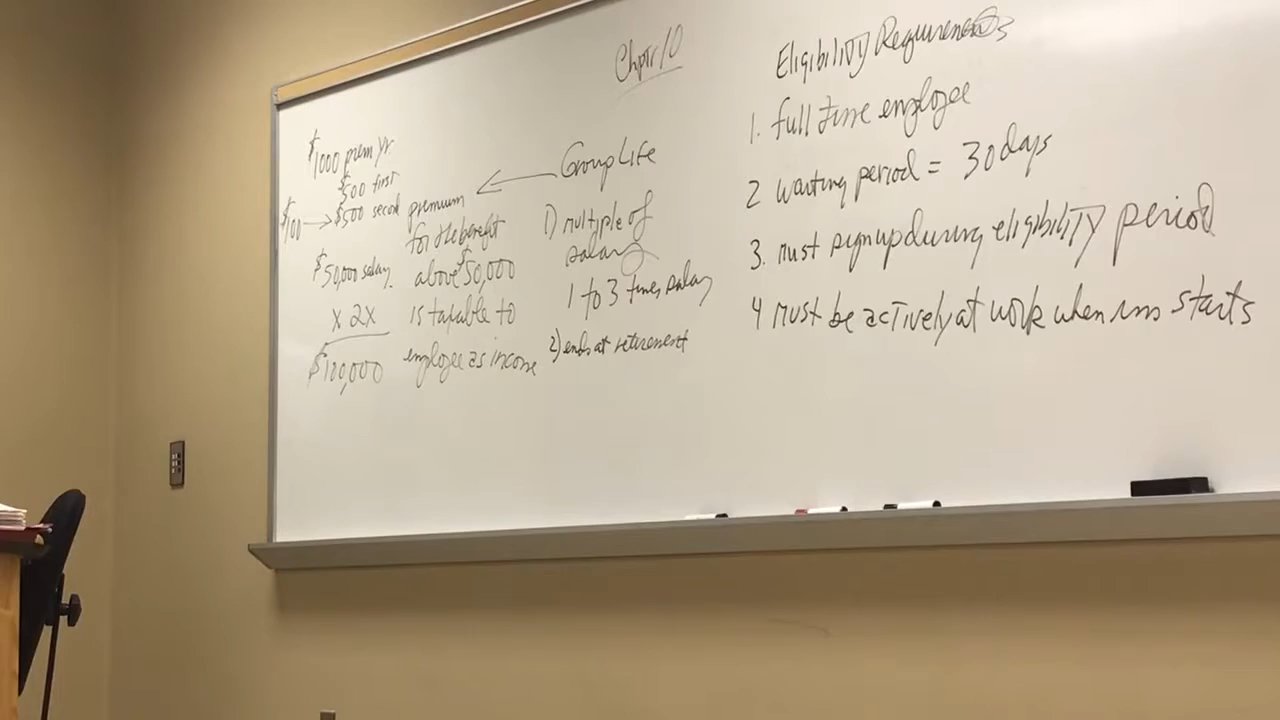 Chptr 10
$1000 prem yr
$500 first
$100 → $500 second
$50,000 salary
x 2x
$100,000
premium
for the benefit
above $50,000
is taxable to
employee as income
Group Life
1) multiple of
salary
1 to 3 times salary
2) ends at retirement
Eligibility Requirements
1. full time employee
2 waiting period = 30 days
3. must sign up during eligibility period
4 must be actively at work when ins starts